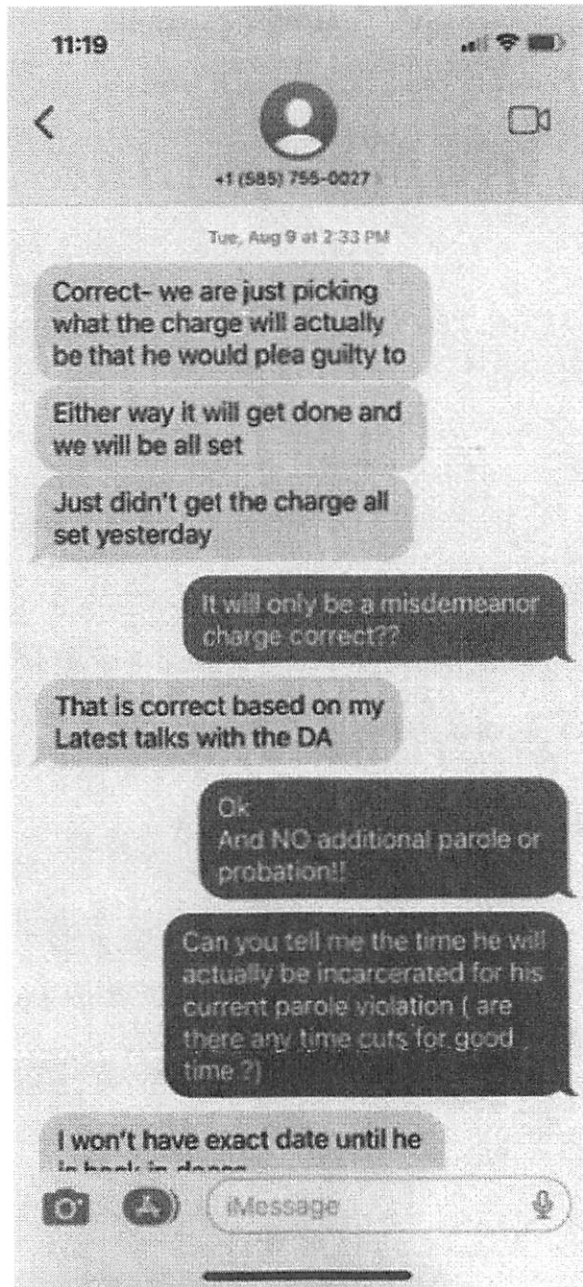 11:19
+1 (585) 755-0027
Tue, Aug 9 at 2:33 PM
Correct- we are just picking
what the charge will actually
be that he would plea guilty to
Either way it will get done and
we will be all set
Just didn't get the charge all
set yesterday
It will only be a misdemeanor
charge correct??
That is correct based on my
Latest talks with the DA
Ok
And NO additional parole or
probation!!
Can you tell me the time he will
actually be incarcerated for his
current parole violation ( are
there any time cuts for good
time ?)
I won't have exact date until he
is back in doccs
iMessage